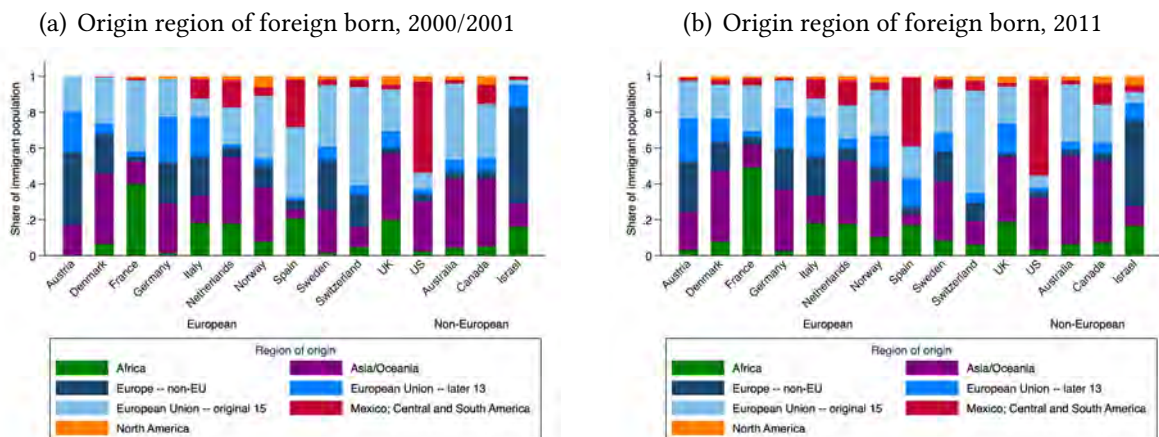 (a) Origin region of foreign born, 2000/2001
Share of immigrant population
1
.8
.6
.4
.2
0
Austria
Denmark
France
Germany
Italy
Netherlands
Norway
Spain
Sweden
Switzerland
UK
US
Australia
Canada
Israel
European
Non-European
Region of origin
Africa
Asia/Oceania
Europe -- non-EU
European Union -- later 13
European Union -- original 15
Mexico; Central and South America
North America
(b) Origin region of foreign born, 2011
Share of immigrant population
1
.8
.6
.4
.2
0
Austria
Denmark
France
Germany
Italy
Netherlands
Norway
Spain
Sweden
Switzerland
UK
US
Australia
Canada
Israel
European
Non-European
Region of origin
Africa
Asia/Oceania
Europe -- non-EU
European Union -- later 13
European Union -- original 15
Mexico; Central and South America
North America